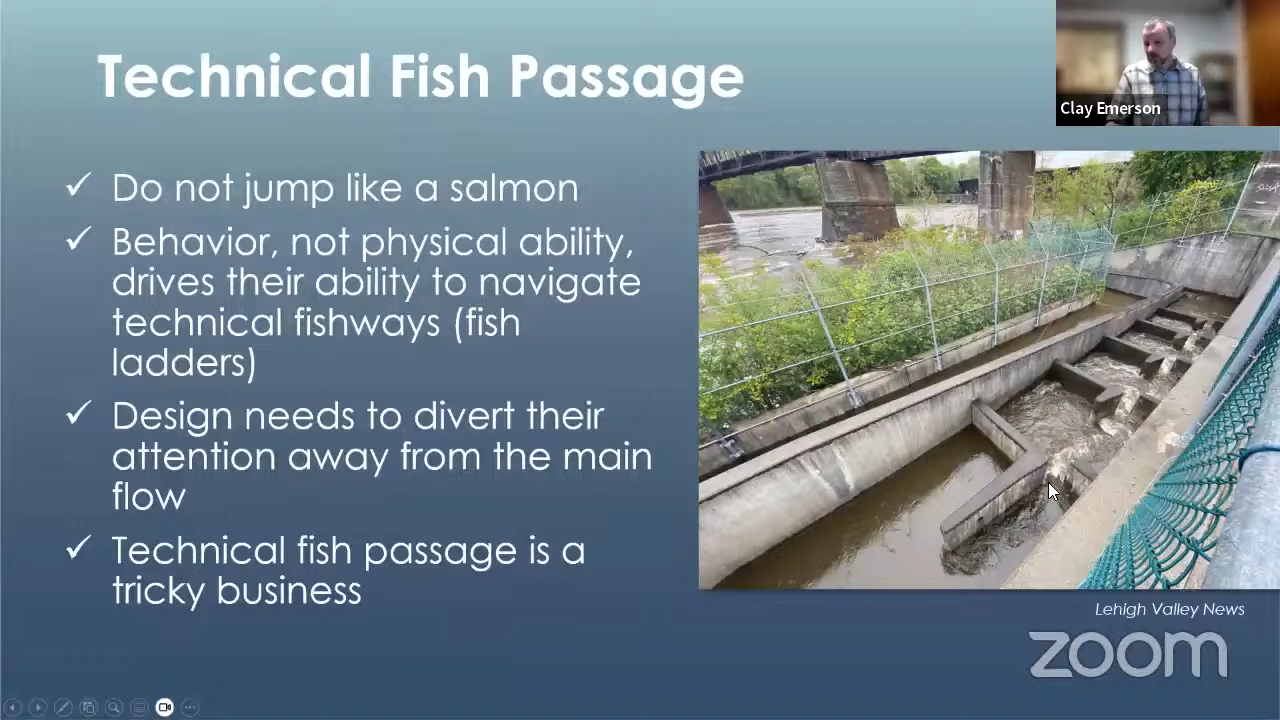 Technical Fish Passage
Clay Emerson
✓ Do not jump like a salmon
✓ Behavior, not physical ability,
drives their ability to navigate
technical fishways (fish
ladders)
✓ Design needs to divert their
attention away from the main
flow
✓ Technical fish passage is a
tricky business
Lehigh Valley News
zoom